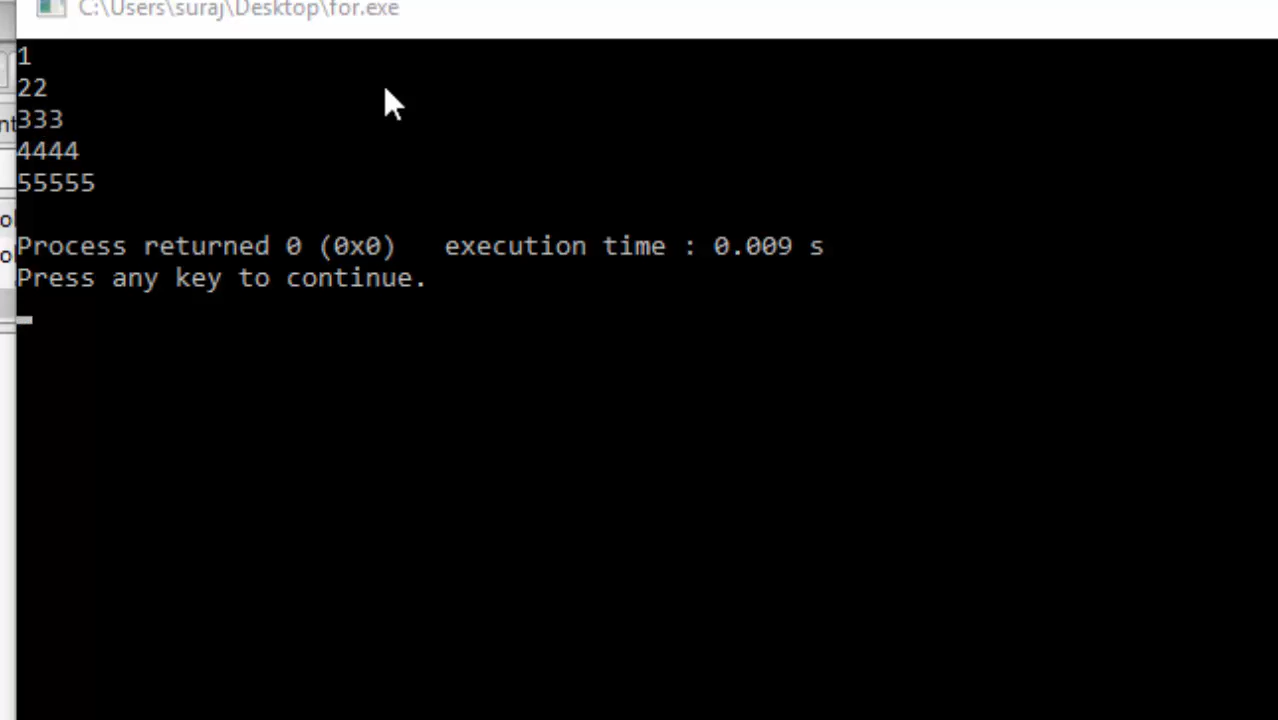 C:\Users\suraj\Desktop\for.exe
1
22
333
4444
55555
Process returned 0 (0x0)   execution time : 0.009 s
Press any key to continue.